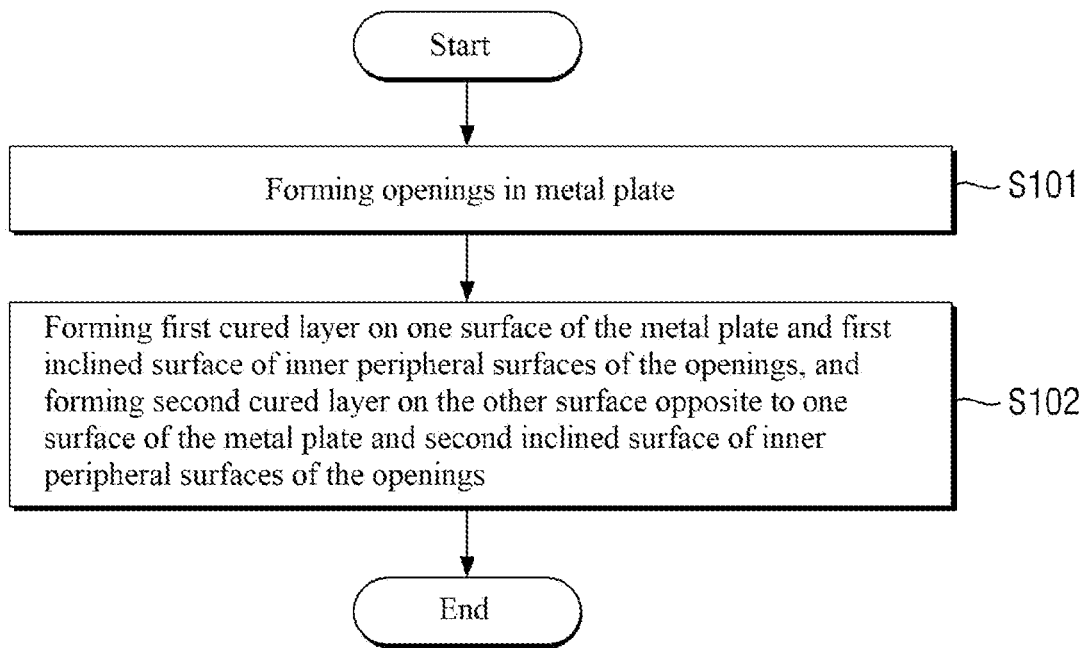 Start
Forming openings in metal plate
S101
Forming first cured layer on one surface of the metal plate and first
inclined surface of inner peripheral surfaces of the openings, and
forming second cured layer on the other surface opposite to one
surface of the metal plate and second inclined surface of inner
peripheral surfaces of the openings
S102
End